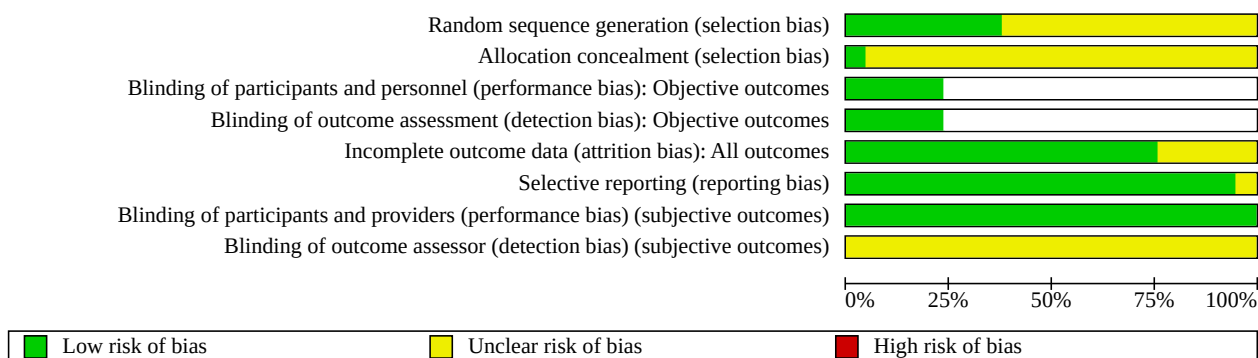 Random sequence generation (selection bias)
Allocation concealment (selection bias)
Blinding of participants and personnel (performance bias): Objective outcomes
Blinding of outcome assessment (detection bias): Objective outcomes
Incomplete outcome data (attrition bias): All outcomes
Selective reporting (reporting bias)
Blinding of participants and providers (performance bias) (subjective outcomes)
Blinding of outcome assessor (detection bias) (subjective outcomes)
0% 25% 50% 75% 100%
Low risk of bias Unclear risk of bias High risk of bias